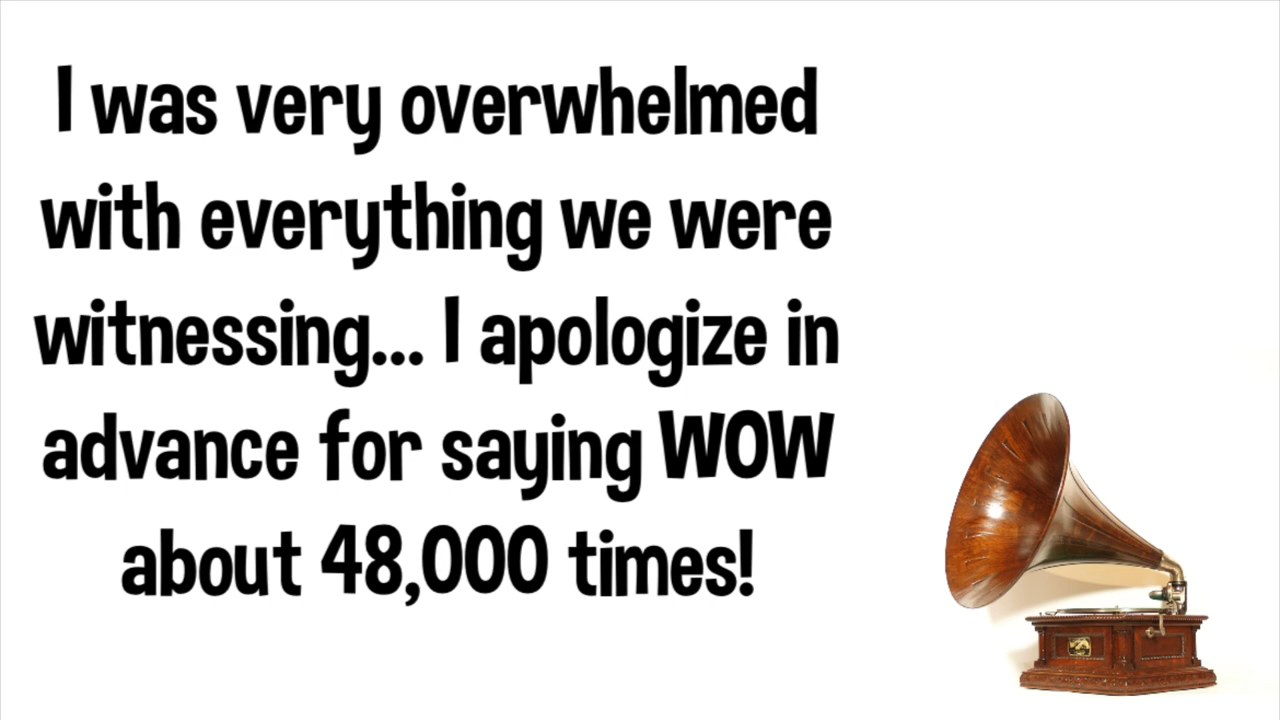 I was very overwhelmed
with everything we were
witnessing... I apologize in
advance for saying WOW
about 48,000 times!